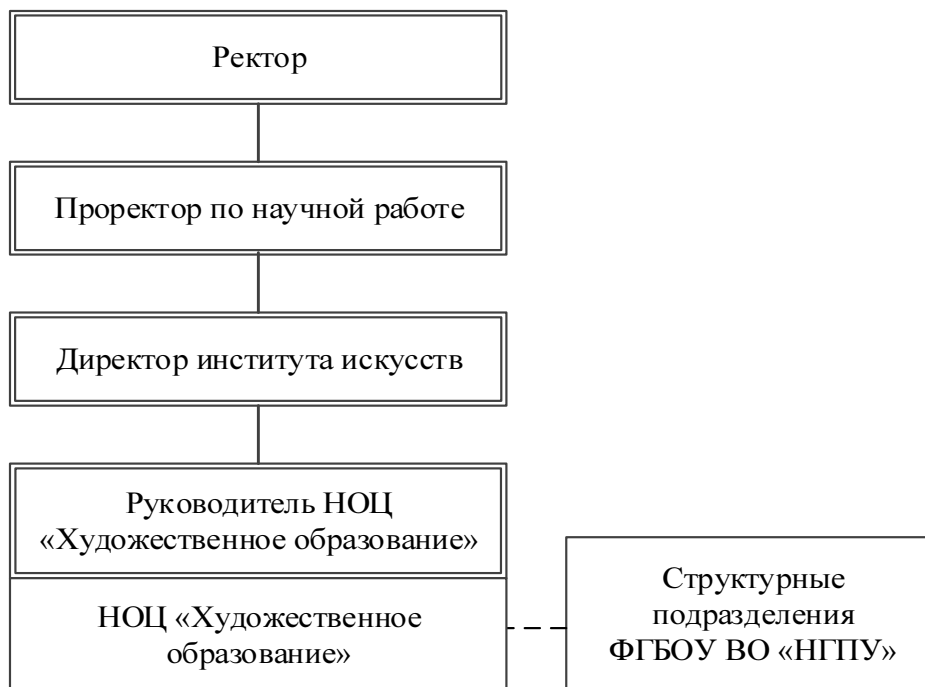 Ректор
Проректор по научной работе
Директор института искусств
Руководитель НОЦ
«Художественное образование»
НОЦ «Художественное
образование»
Структурные
подразделения
ФГБОУ ВО «НГПУ»